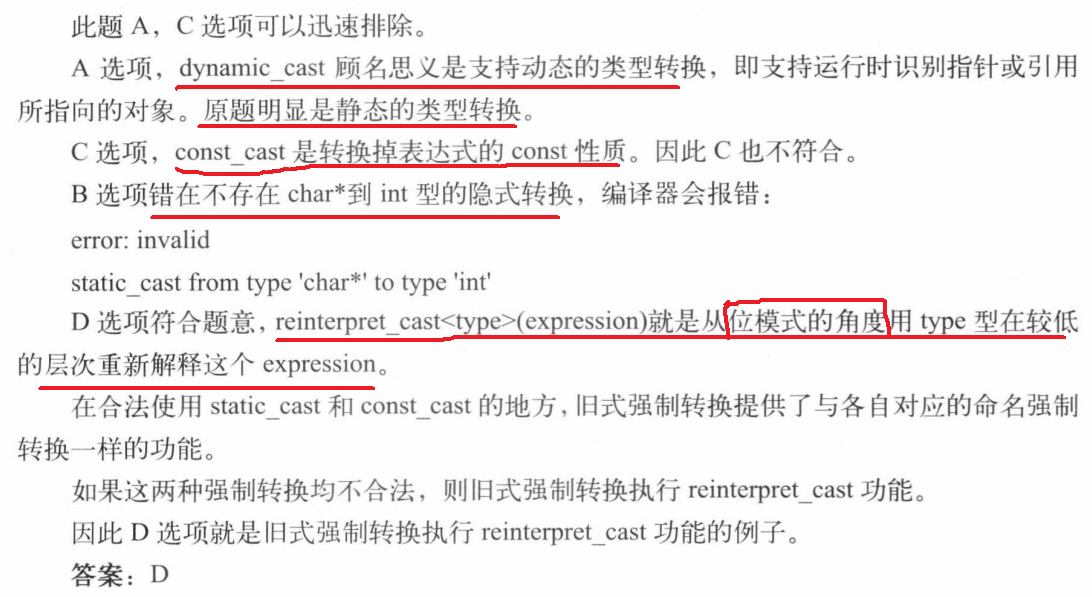 此题 A，C 选项可以迅速排除。
A 选项，dynamic_cast 顾名思义是支持动态的类型转换，即支持运行时识别指针或引用
所指向的对象。原题明显是静态的类型转换。
C 选项，const_cast 是转换掉表达式的 const 性质。因此 C 也不符合。
B 选项错在不存在 char*到 int 型的隐式转换，编译器会报错：
error: invalid
static_cast from type 'char*' to type 'int'
D 选项符合题意，reinterpret_cast<type>(expression)就是从位模式的角度用 type 型在较低
的层次重新解释这个 expression。
在合法使用 static_cast 和 const_cast 的地方，旧式强制转换提供了与各自对应的命名强制
转换一样的功能。
如果这两种强制转换均不合法，则旧式强制转换执行 reinterpret_cast 功能。
因此 D 选项就是旧式强制转换执行 reinterpret_cast 功能的例子。
答案：D